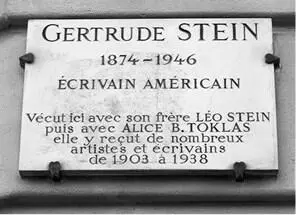 GERTRUDE STEIN
1874-1946
ÉCRIVAIN AMÉRICAIN
Vécut ici avec son frère LÉO STEIN
puis avec ALICE B. TOKLAS
elle y reçut de nombreux
artistes et écrivains
de 1903 à 1938